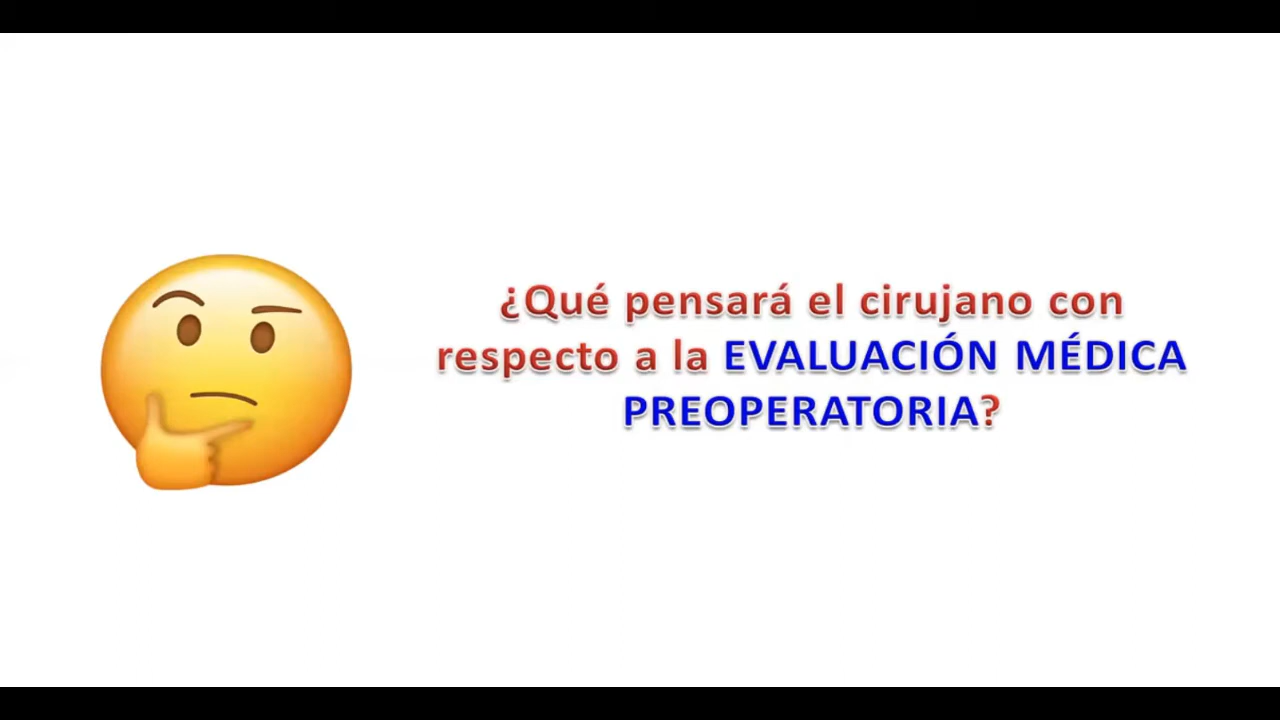 ¿Qué pensará el cirujano con
respecto a la EVALUACIÓN MÉDICA
PREOPERATORIA?